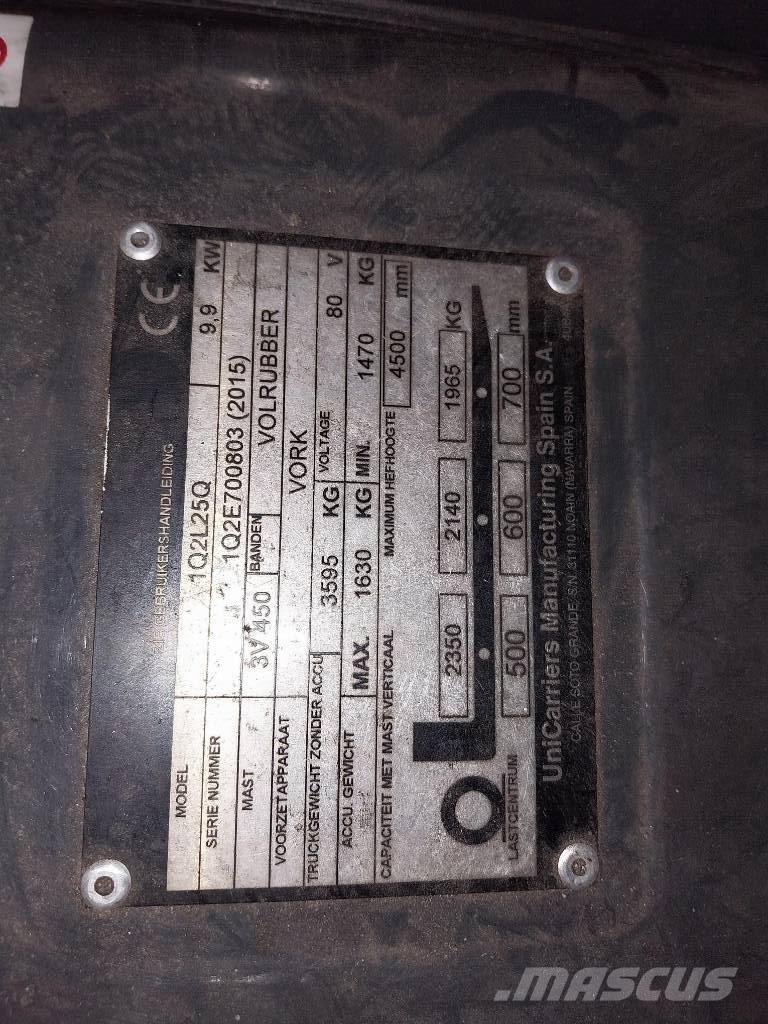 ZIE GEBRUIKERSHANDLEIDING CE
MODEL 1Q2L25Q 9,9 KW
SERIE NUMMER 1Q2E700803 (2015)
MAST 3V 450 BANDEN VOLRUBBER
VOORZETAPPARAAT VORK
TRUCKGEWICHT ZONDER ACCU 3595 KG VOLTAGE 80 V
ACCU GEWICHT MAX. 1630 KG MIN. 1470 KG
CAPACITEIT MET MAST VERTICAAL MAXIMUM HEFHOOGTE 4500 mm
2350 2140 1965 KG
LASTCENTRUM 500 600 700 mm
UniCarriers Manufacturing Spain S.A.
CALLE SOTO GRANDE, S/N. 31110 NOAIN (NAVARRA) SPAIN
MASCUS